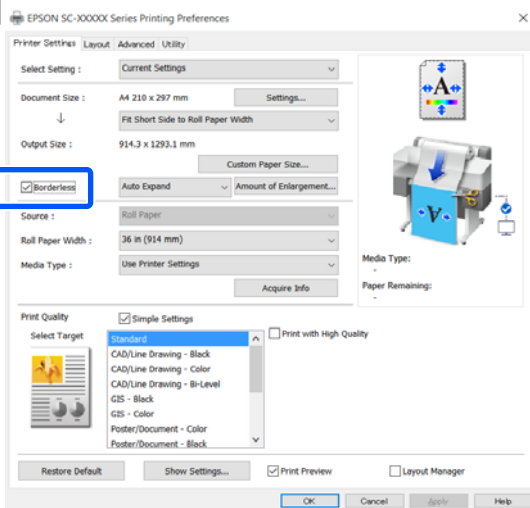 EPSON SC-XXXXX Series Printing Preferences
Printer Settings Layout Advanced Utility
Select Setting : Current Settings
Document Size : A4 210 x 297 mm Settings...
Fit Short Side to Roll Paper Width
Output Size : 914.3 x 1293.1 mm
Custom Paper Size...
Borderless Auto Expand Amount of Enlargement...
Source : Roll Paper
Roll Paper Width : 36 in (914 mm)
Media Type : Use Printer Settings
Acquire Info
A
A
Media Type:
-
Paper Remaining:
-
Print Quality Simple Settings
Select Target
Standard
CAD/Line Drawing - Black
CAD/Line Drawing - Color
CAD/Line Drawing - Bi-Level
GIS - Black
GIS - Color
Poster/Document - Color
Poster/Document - Black
Print with High Quality
Restore Default Show Settings... Print Preview Layout Manager
OK Cancel Apply Help